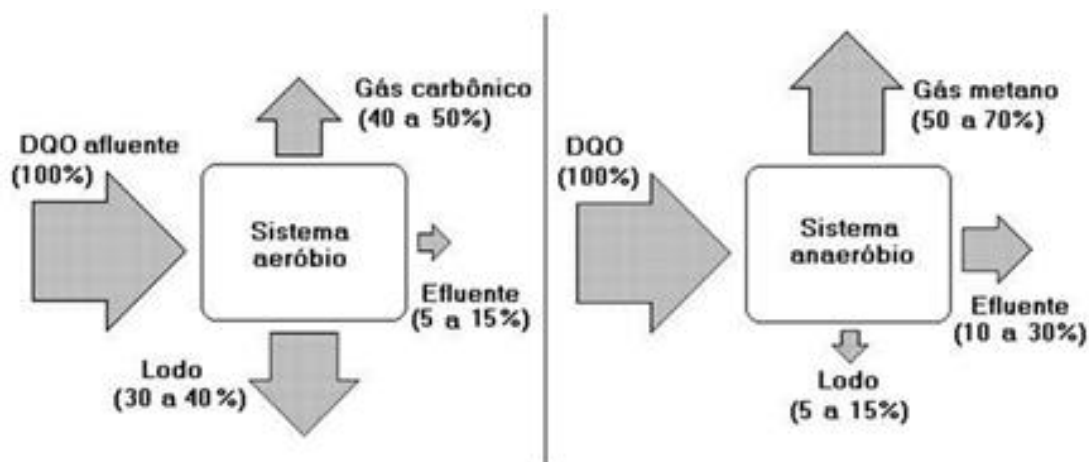 Gás carbônico
(40 a 50%)
DQO afluente
(100%)
Sistema
aeróbio
Efluente
(5 a 15%)
Lodo
(30 a 40%)
Gás metano
(50 a 70%)
DQO
(100%)
Sistema
anaeróbio
Efluente
(10 a 30%)
Lodo
(5 a 15%)